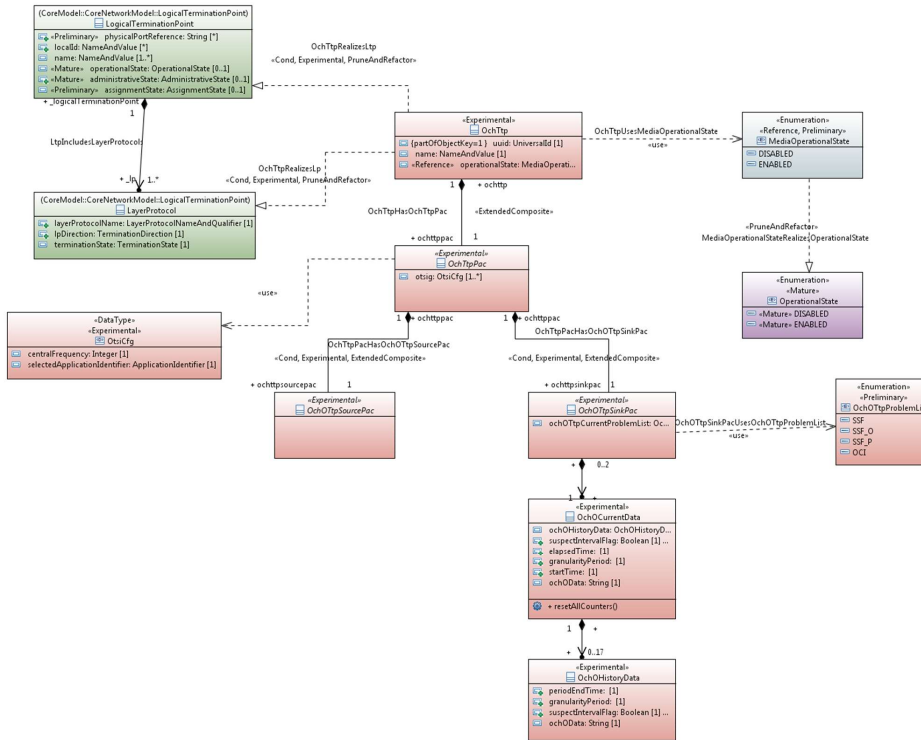 (CoreModel::CoreNetworkModel::LogicalTerminationPoint)
LogicalTerminationPoint
«Preliminary» physicalPortReference: String [*]
localId: NameAndValue [*]
name: NameAndValue [1..*]
«Mature» operationalState: OperationalState [0..1]
«Mature» administrativeState: AdministrativeState [0..1]
«Preliminary» assignmentState: AssignmentState [0..1]
+ _logicalTerminationPoint
1
LtpIncludesLayerProtocols
+ _lp
1..*
OchTtpRealizesLtp
«Cond, Experimental, PruneAndRefactor»
OchTtpRealizesLp
«Cond, Experimental, PruneAndRefactor»
(CoreModel::CoreNetworkModel::LogicalTerminationPoint)
LayerProtocol
layerProtocolName: LayerProtocolNameAndQualifier [1]
lpDirection: TerminationDirection [1]
terminationState: TerminationState [1]
«Experimental»
OchTtp
{partOfObjectKey=1 } uuid: UniversalId [1]
name: NameAndValue [1]
«Reference» operationalState: MediaOperati...
1
+ ochttp
OchTtpUsesMediaOperationalState
«use»
«Enumeration»
«Reference, Preliminary»
MediaOperationalState
DISABLED
ENABLED
«PruneAndRefactor»
MediaOperationalStateRealizesOperationalState
«Enumeration»
«Mature»
OperationalState
«Mature» DISABLED
«Mature» ENABLED
OchTtpHasOchTtpPac
«ExtendedComposite»
+ ochttppac
1
«Experimental»
OchTtpPac
otsig: OtsiCfg [1..*]
«use»
«DataType»
«Experimental»
OtsiCfg
centralFrequency: Integer [1]
selectedApplicationIdentifier: ApplicationIdentifier [1]
1
+ ochttppac
1
+ ochttppac
OchTtpPacHasOchOTtpSourcePac
«Cond, Experimental, ExtendedComposite»
OchTtpPacHasOchOTtpSinkPac
«Cond, Experimental, ExtendedComposite»
+ ochttpsourcepac
1
+ ochttpsinkpac
1
«Experimental»
OchOTtpSourcePac
«Experimental»
OchOTtpSinkPac
ochOTtpCurrentProblemList: Oc...
OchOTtpSinkPacUsesOchOTtpProblemList
«use»
«Enumeration»
«Preliminary»
OchOTtpProblemLis
SSF
SSF_O
SSF_P
OCI
+
0..2
1
+
«Experimental»
OchOCurrentData
ochOHistoryData: OchOHistoryD...
suspectIntervalFlag: Boolean [1] ...
elapsedTime: [1]
granularityPeriod: [1]
startTime: [1]
ochOData: String [1]
+ resetAllCounters()
1
+
+
0..17
«Experimental»
OchOHistoryData
periodEndTime: [1]
granularityPeriod: [1]
suspectIntervalFlag: Boolean [1] ...
ochOData: String [1]